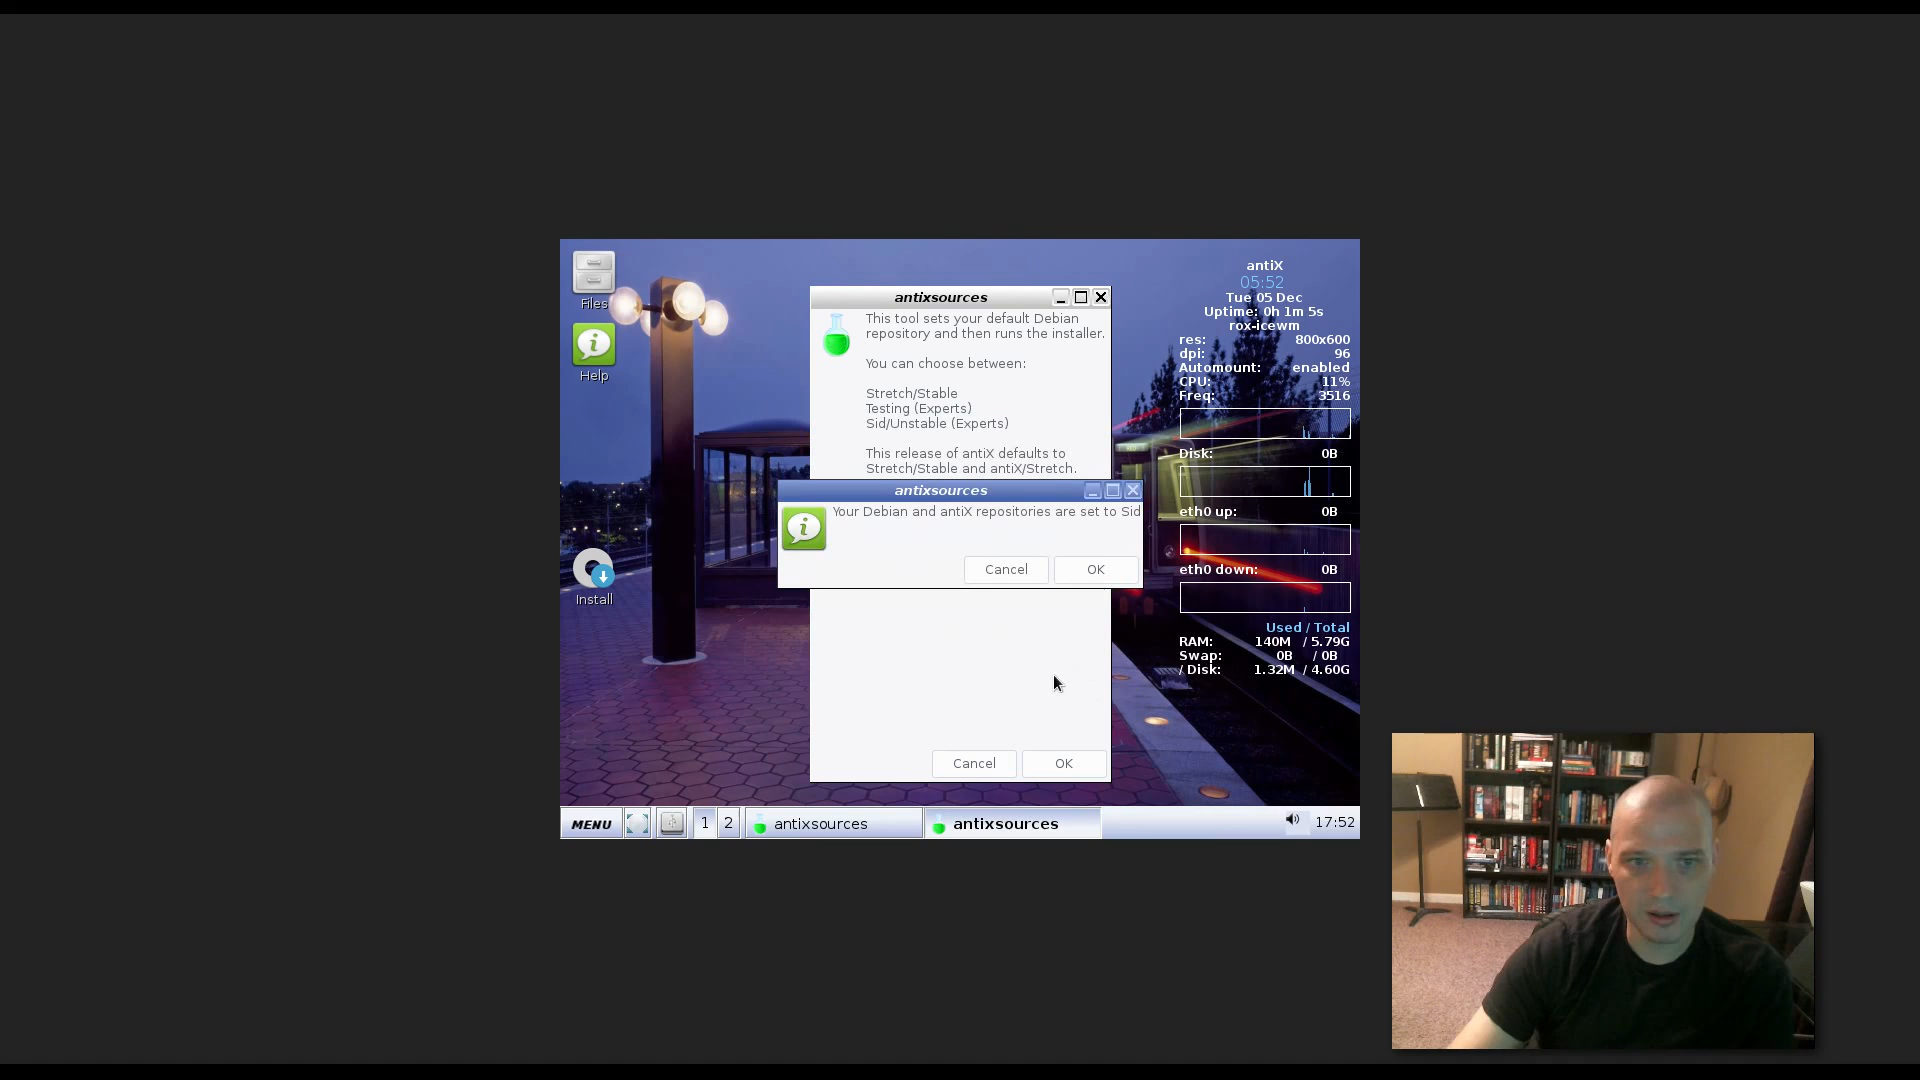 Files
Help
Install
antixsources
This tool sets your default Debian
repository and then runs the installer.
You can choose between:
Stretch/Stable
Testing (Experts)
Sid/Unstable (Experts)
This release of antiX defaults to
Stretch/Stable and antiX/Stretch.
antixsources
Your Debian and antiX repositories are set to Sid
Cancel OK
Cancel OK
antiX
05:52
Tue 05 Dec
Uptime: 0h 1m 5s
rox-icewm
res: 800x600
dpi: 96
Automount: enabled
CPU: 11%
Freq: 3516
Disk: 0B
eth0 up: 0B
eth0 down: 0B
Used / Total
RAM: 140M / 5.79G
Swap: 0B / 0B
/ Disk: 1.32M / 4.60G
MENU 1 2 antixsources antixsources 17:52